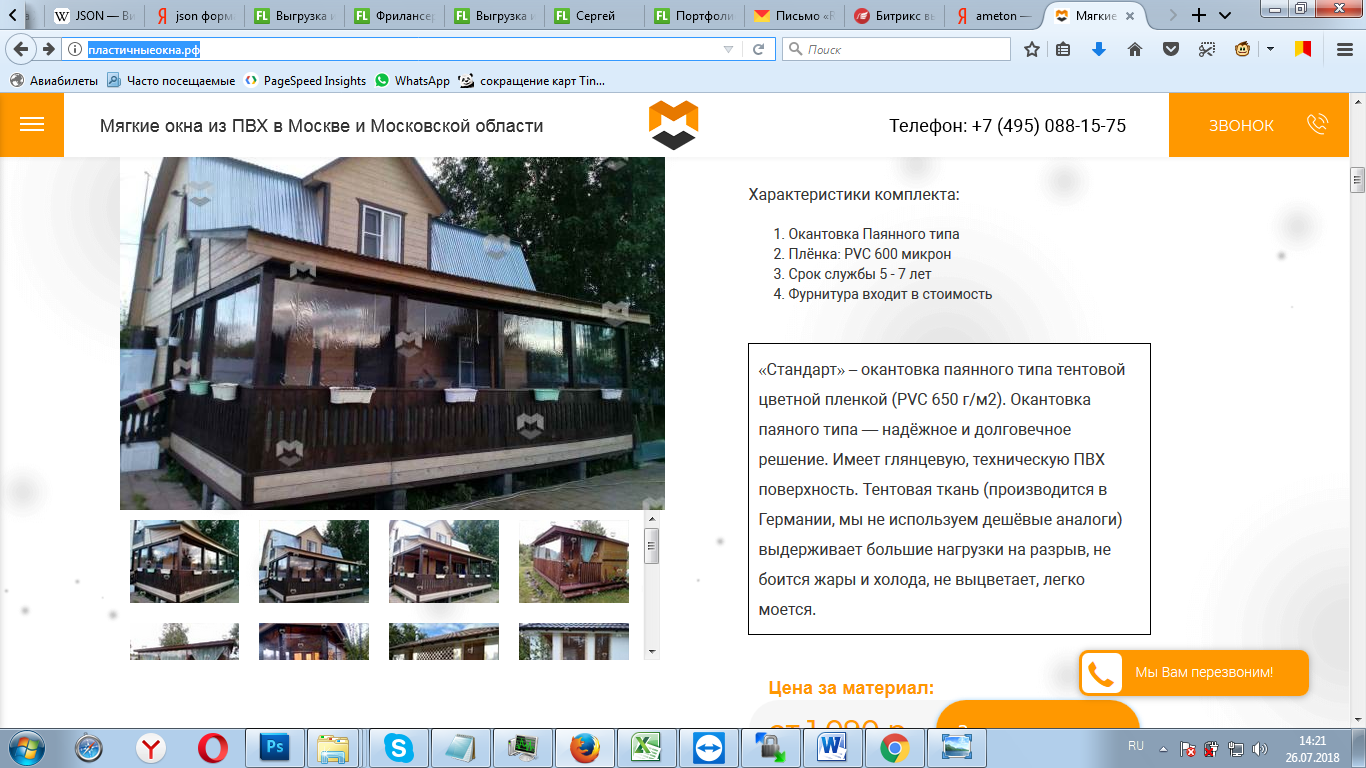 JSON — Ви
json форм
Выгрузка и
Фрилансер
Выгрузка и
Сергей
Портфоли
Письмо «R
Битрикс вы
ameton —
Мягкие
пластичныеокна.рф
Поиск
Авиабилеты
Часто посещаемые
PageSpeed Insights
WhatsApp
сокращение карт Tin...
Мягкие окна из ПВХ в Москве и Московской области
Телефон: +7 (495) 088-15-75
ЗВОНОК
Характеристики комплекта:
1. Окантовка Паянного типа
2. Плёнка: PVC 600 микрон
3. Срок службы 5 - 7 лет
4. Фурнитура входит в стоимость
«Стандарт» – окантовка паянного типа тентовой
цветной пленкой (PVC 650 г/м2). Окантовка
паяного типа — надёжное и долговечное
решение. Имеет глянцевую, техническую ПВХ
поверхность. Тентовая ткань (производится в
Германии, мы не используем дешёвые аналоги)
выдерживает большие нагрузки на разрыв, не
боится жары и холода, не выцветает, легко
моется.
Мы Вам перезвоним!
Цена за материал:
от 1 090 р
RU
14:21
26.07.2018